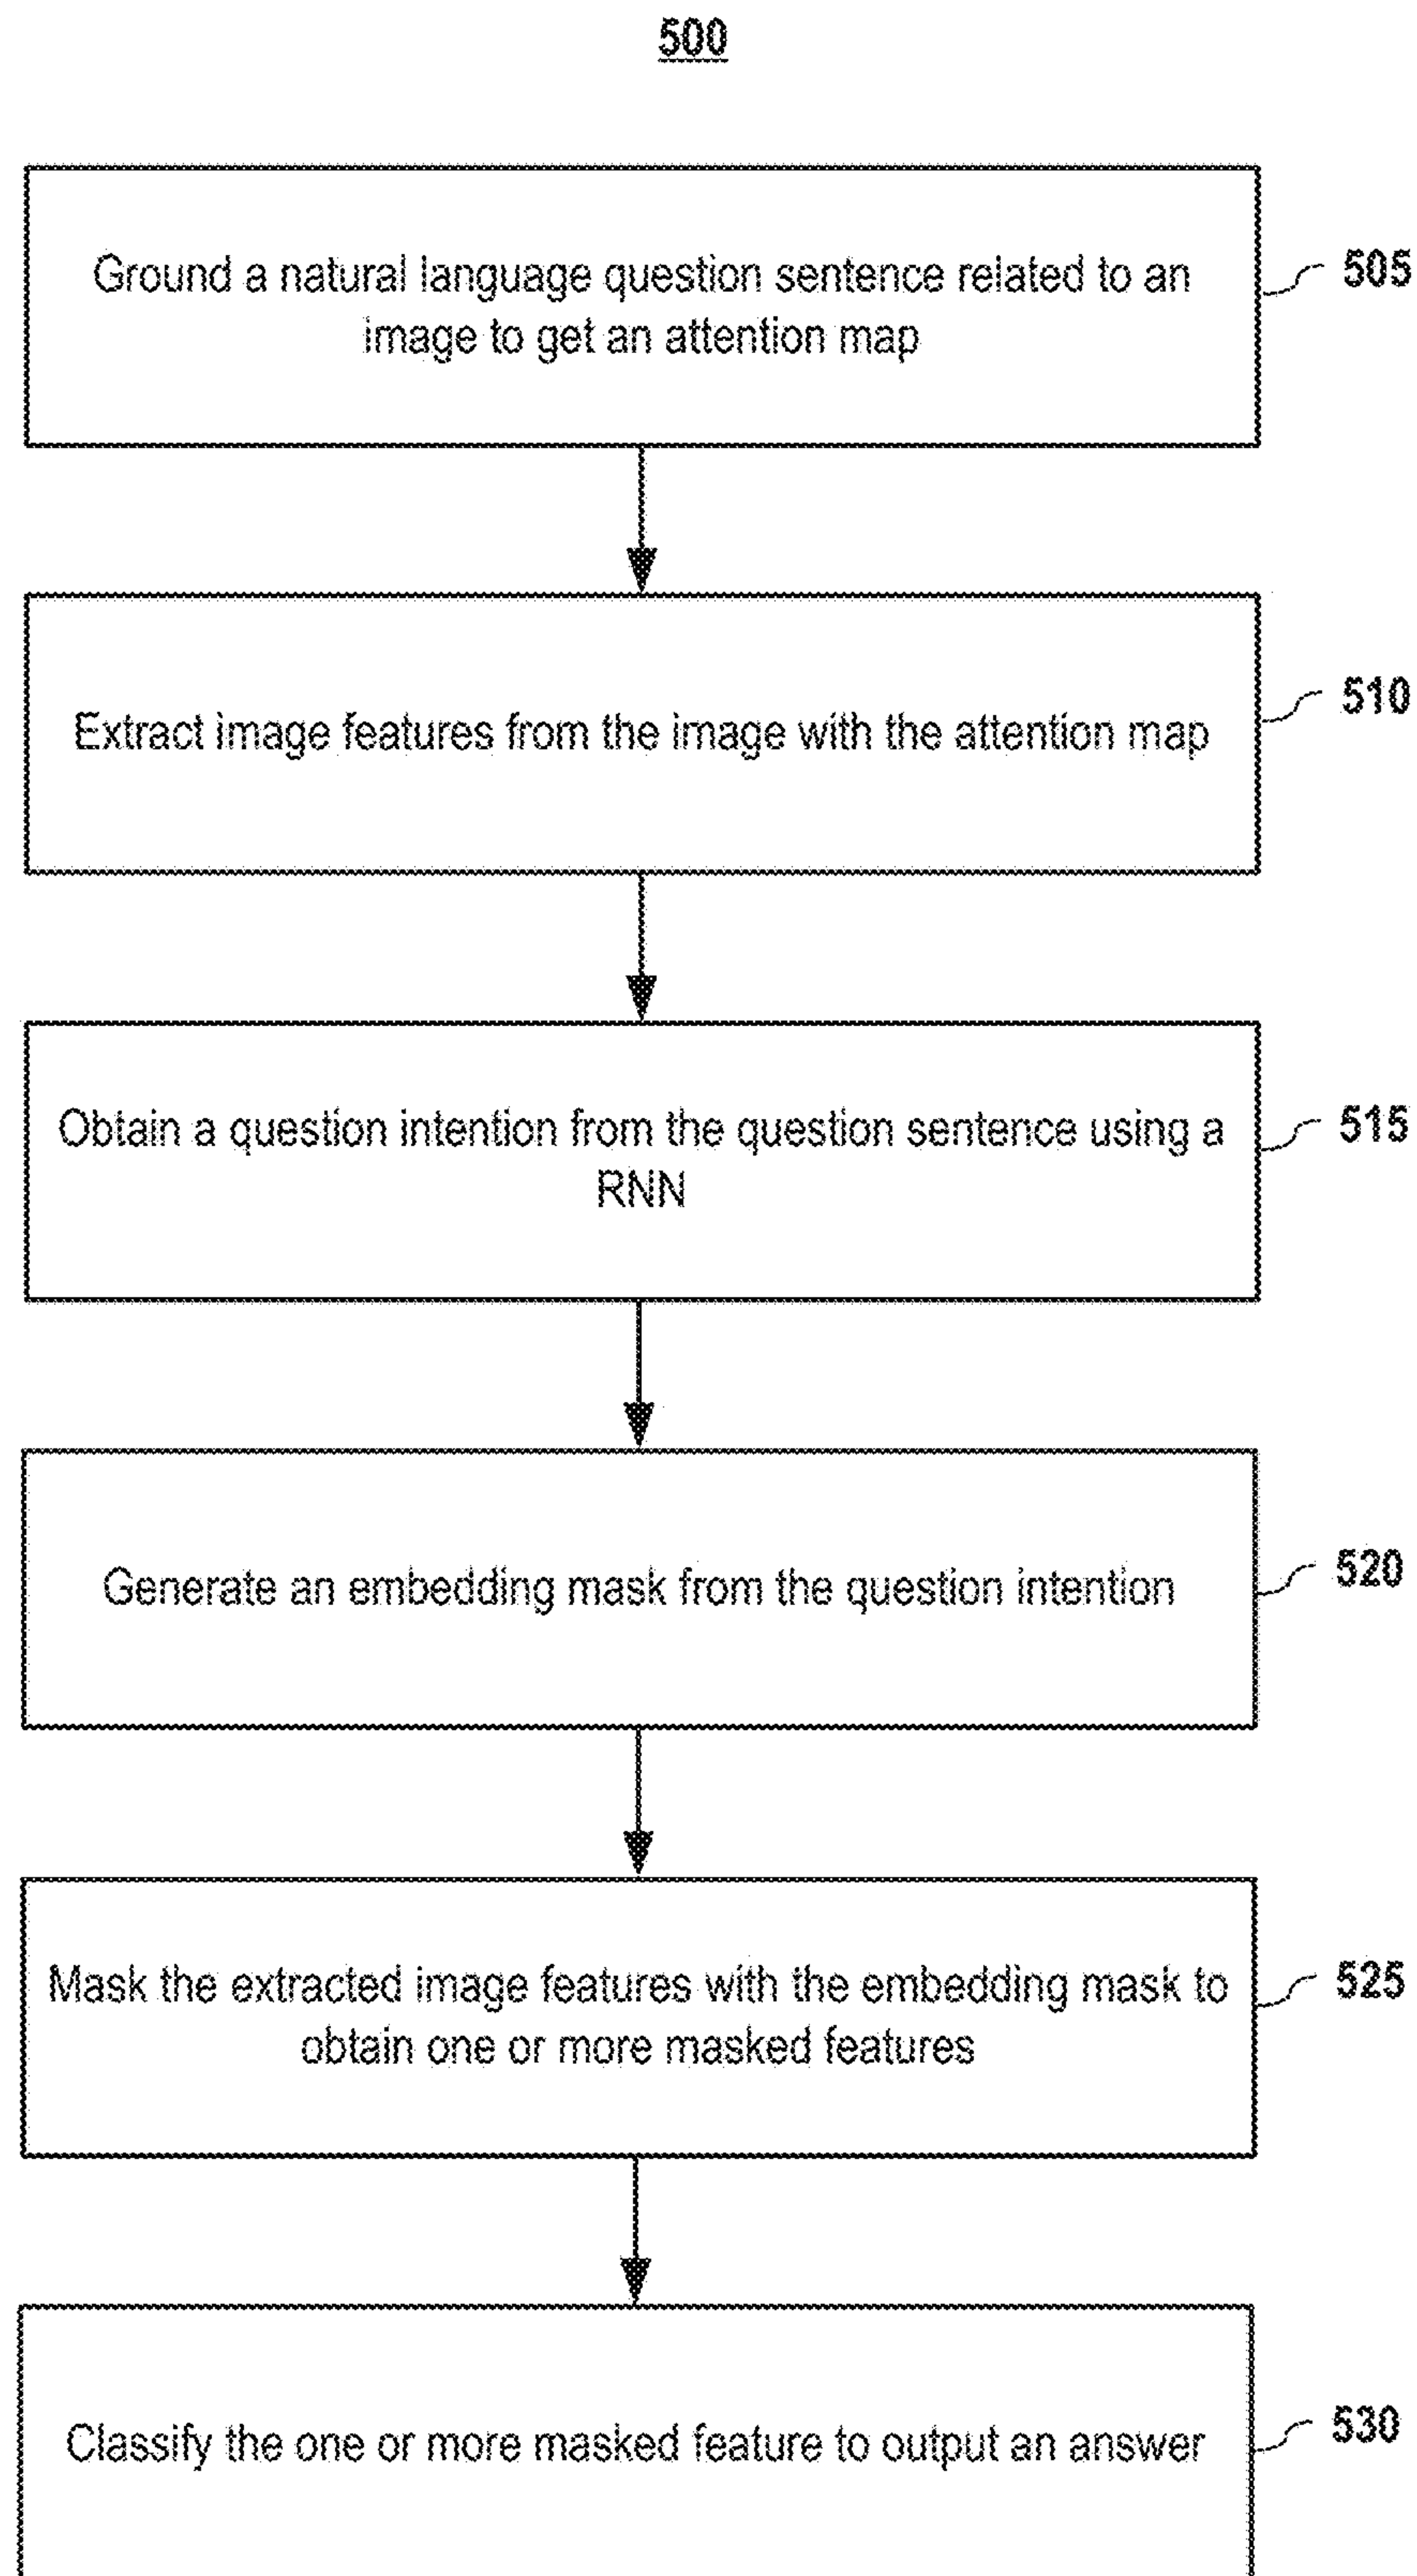 500
Ground a natural language question sentence related to an
image to get an attention map
505
Extract image features from the image with the attention map
510
Obtain a question intention from the question sentence using a
RNN
515
Generate an embedding mask from the question intention
520
Mask the extracted image features with the embedding mask to
obtain one or more masked features
525
Classify the one or more masked feature to output an answer
530